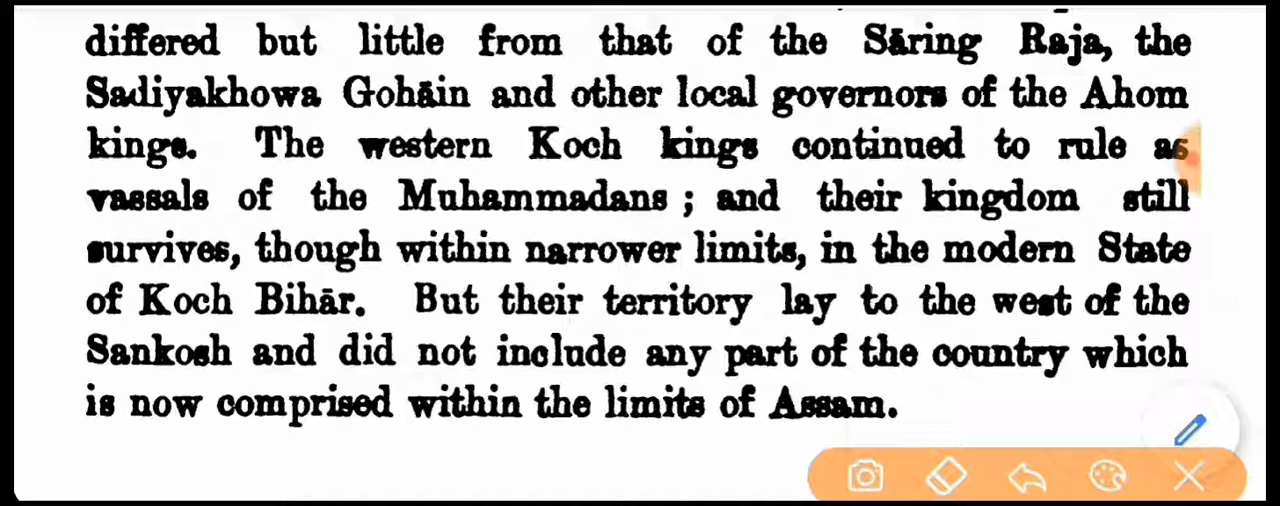 differed but little from that of the Sāring Raja, the
Sadiyakhowa Gohāin and other local governors of the Ahom
kings. The western Koch kings continued to rule as
vassals of the Muhammadans ; and their kingdom still
survives, though within narrower limits, in the modern State
of Koch Bihār. But their territory lay to the west of the
Sankosh and did not include any part of the country which
is now comprised within the limits of Assam.